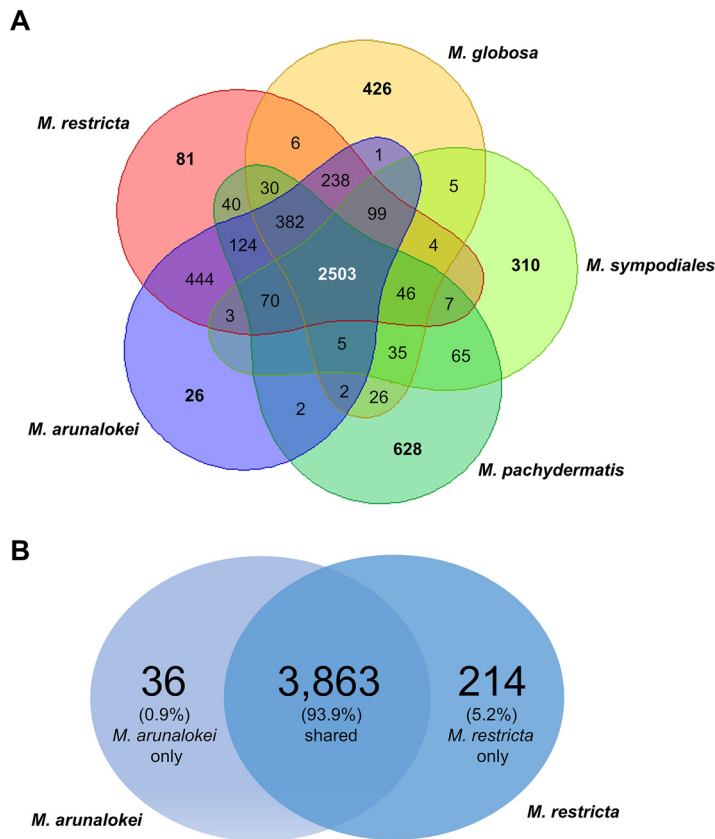 A
M. globosa
426
M. restricta
81
6
1
238
5
30
40
99
382
4
124
310
M. sympodiales
2503
444
46
70
7
3
5
35
65
26
2
2
26
M. arunalokei
628
M. pachydermatis
B
36
3,863
214
(0.9%)
(93.9%)
(5.2%)
M. arunalokei
shared
M. restricta
only
only
M. arunalokei
M. restricta